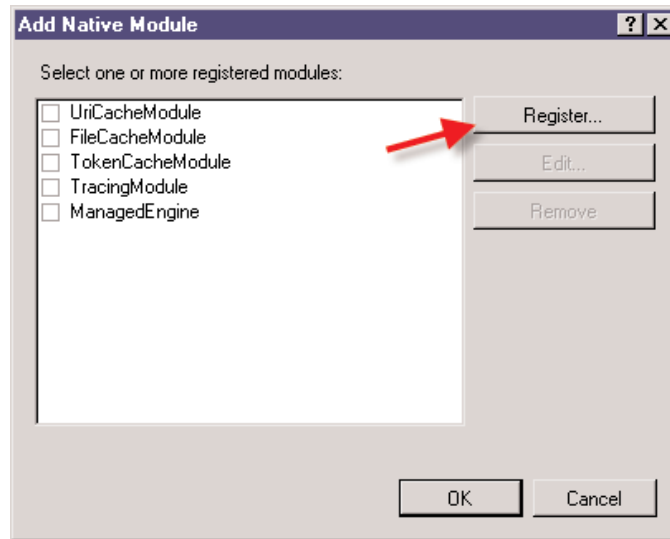 Add Native Module
Select one or more registered modules:
UriCacheModule
FileCacheModule
TokenCacheModule
TracingModule
ManagedEngine
Register...
Edit...
Remove
OK
Cancel